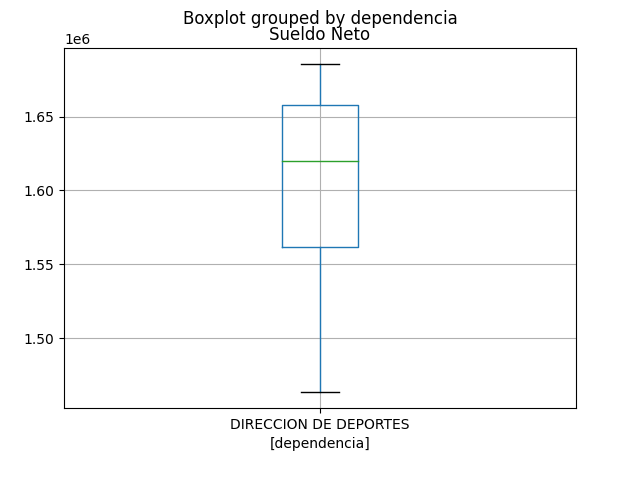 Boxplot grouped by dependencia
Sueldo Neto
1e6
1.65
1.60
1.55
1.50
DIRECCION DE DEPORTES
[dependencia]